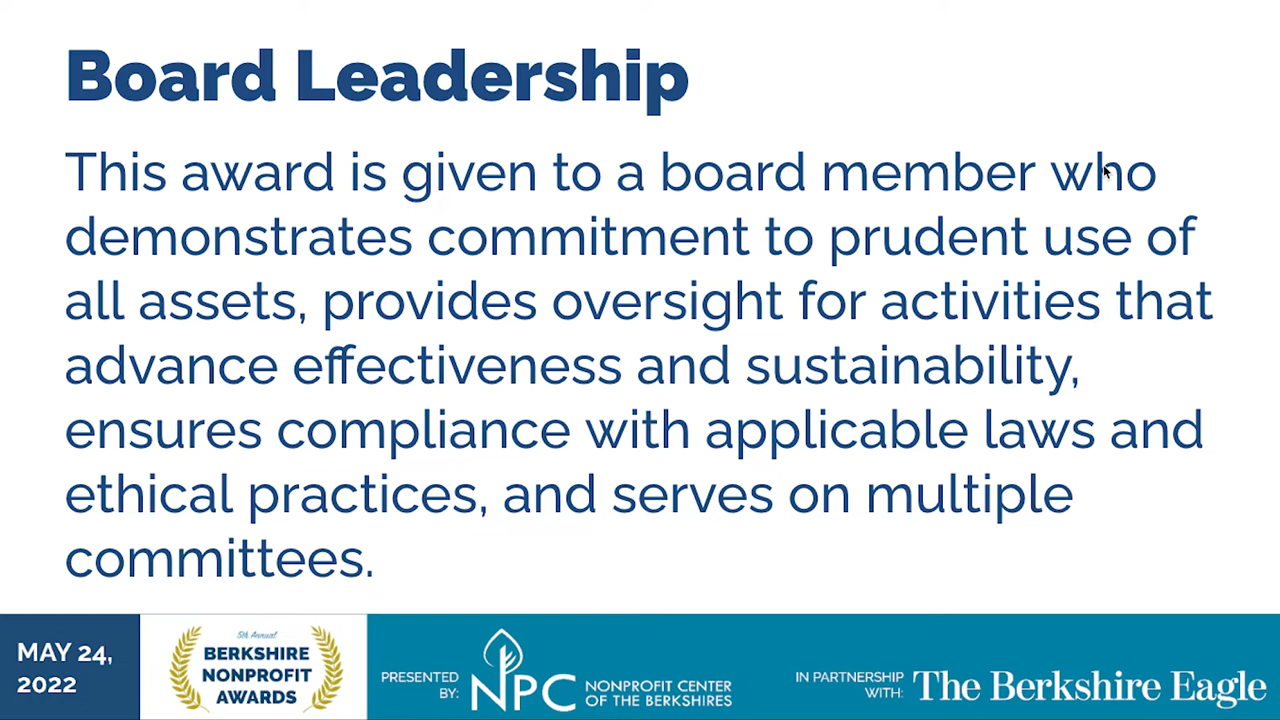 Board Leadership
This award is given to a board member who
demonstrates commitment to prudent use of
all assets, provides oversight for activities that
advance effectiveness and sustainability,
ensures compliance with applicable laws and
ethical practices, and serves on multiple
committees.
MAY 24,
2022
5th Annual
BERKSHIRE
NONPROFIT
AWARDS
PRESENTED
BY:
NPC
NONPROFIT CENTER
OF THE BERKSHIRES
IN PARTNERSHIP
WITH:
The Berkshire Eagle